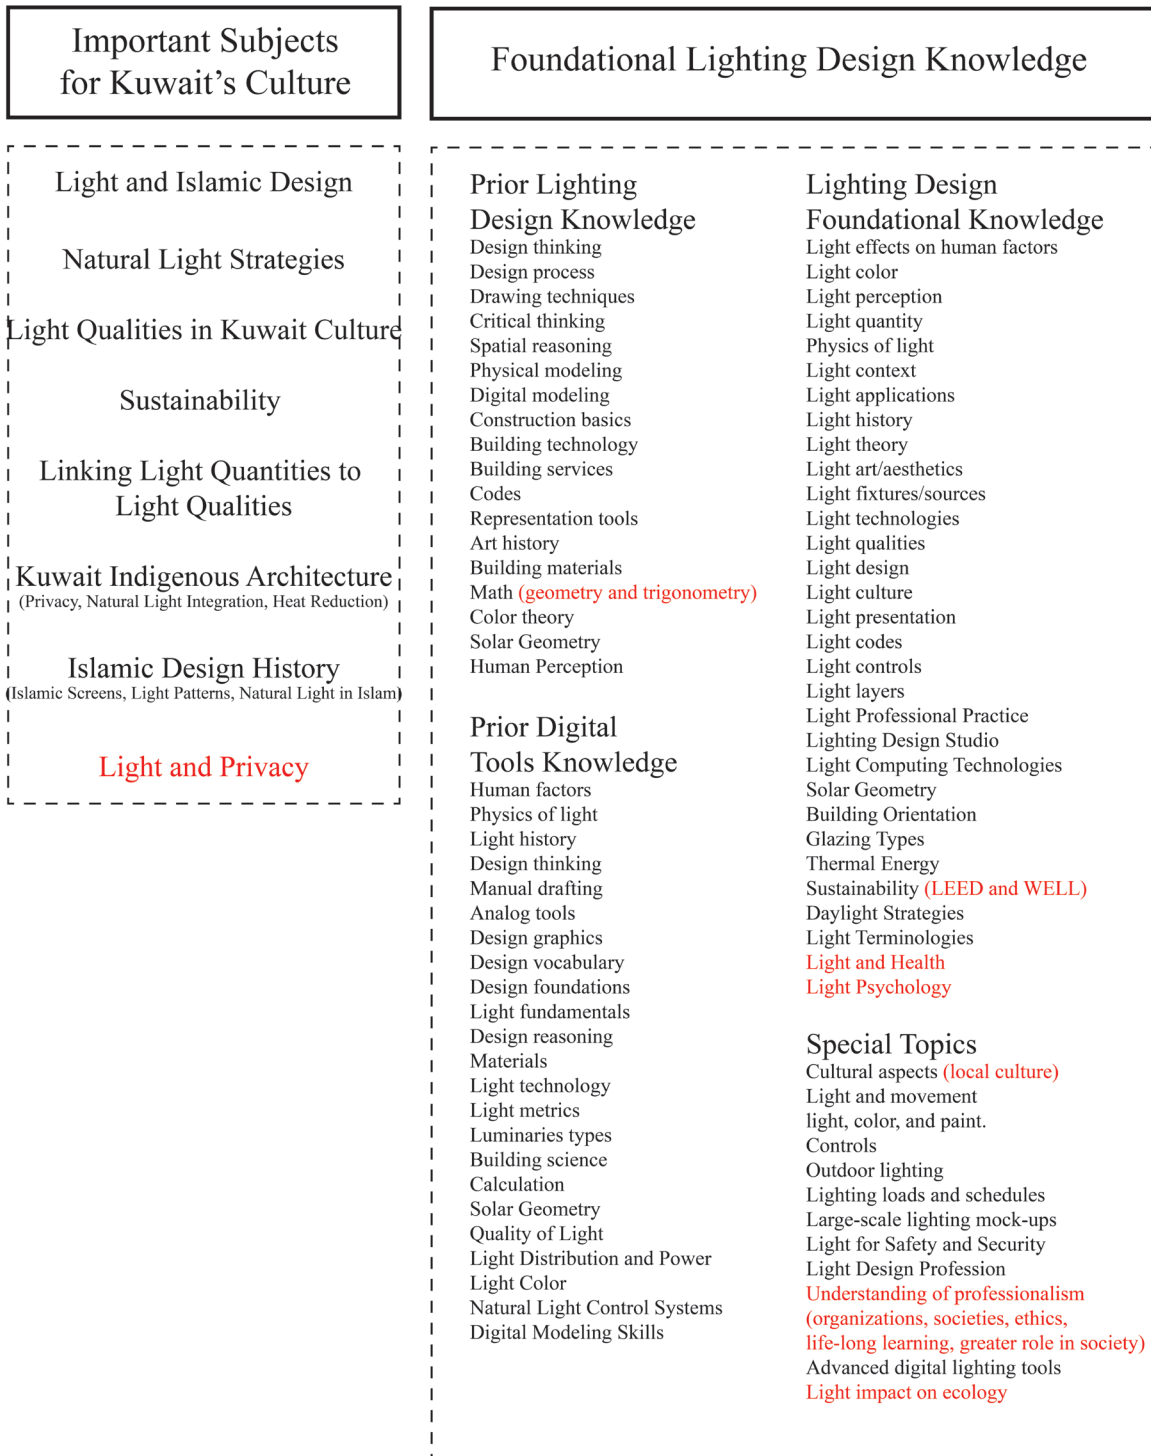 Important Subjects
for Kuwait's Culture
Light and Islamic Design
Natural Light Strategies
Light Qualities in Kuwait Culture
Sustainability
Linking Light Quantities to
Light Qualities
Kuwait Indigenous Architecture
(Privacy, Natural Light Integration, Heat Reduction)
Islamic Design History
(Islamic Screens, Light Patterns, Natural Light in Islam)
Light and Privacy
Foundational Lighting Design Knowledge
Prior Lighting
Design Knowledge
Design thinking
Design process
Drawing techniques
Critical thinking
Spatial reasoning
Physical modeling
Digital modeling
Construction basics
Building technology
Building services
Codes
Representation tools
Art history
Building materials
Math (geometry and trigonometry)
Color theory
Solar Geometry
Human Perception
Prior Digital
Tools Knowledge
Human factors
Physics of light
Light history
Design thinking
Manual drafting
Analog tools
Design graphics
Design vocabulary
Design foundations
Light fundamentals
Design reasoning
Materials
Light technology
Light metrics
Luminaries types
Building science
Calculation
Solar Geometry
Quality of Light
Light Distribution and Power
Light Color
Natural Light Control Systems
Digital Modeling Skills
Lighting Design
Foundational Knowledge
Light effects on human factors
Light color
Light perception
Light quantity
Physics of light
Light context
Light applications
Light history
Light theory
Light art/aesthetics
Light fixtures/sources
Light technologies
Light qualities
Light design
Light culture
Light presentation
Light codes
Light controls
Light layers
Light Professional Practice
Lighting Design Studio
Light Computing Technologies
Solar Geometry
Building Orientation
Glazing Types
Thermal Energy
Sustainability (LEED and WELL)
Daylight Strategies
Light Terminologies
Light and Health
Light Psychology
Special Topics
Cultural aspects (local culture)
Light and movement
light, color, and paint.
Controls
Outdoor lighting
Lighting loads and schedules
Large-scale lighting mock-ups
Light for Safety and Security
Light Design Profession
Understanding of professionalism
(organizations, societies, ethics,
life-long learning, greater role in society)
Advanced digital lighting tools
Light impact on ecology